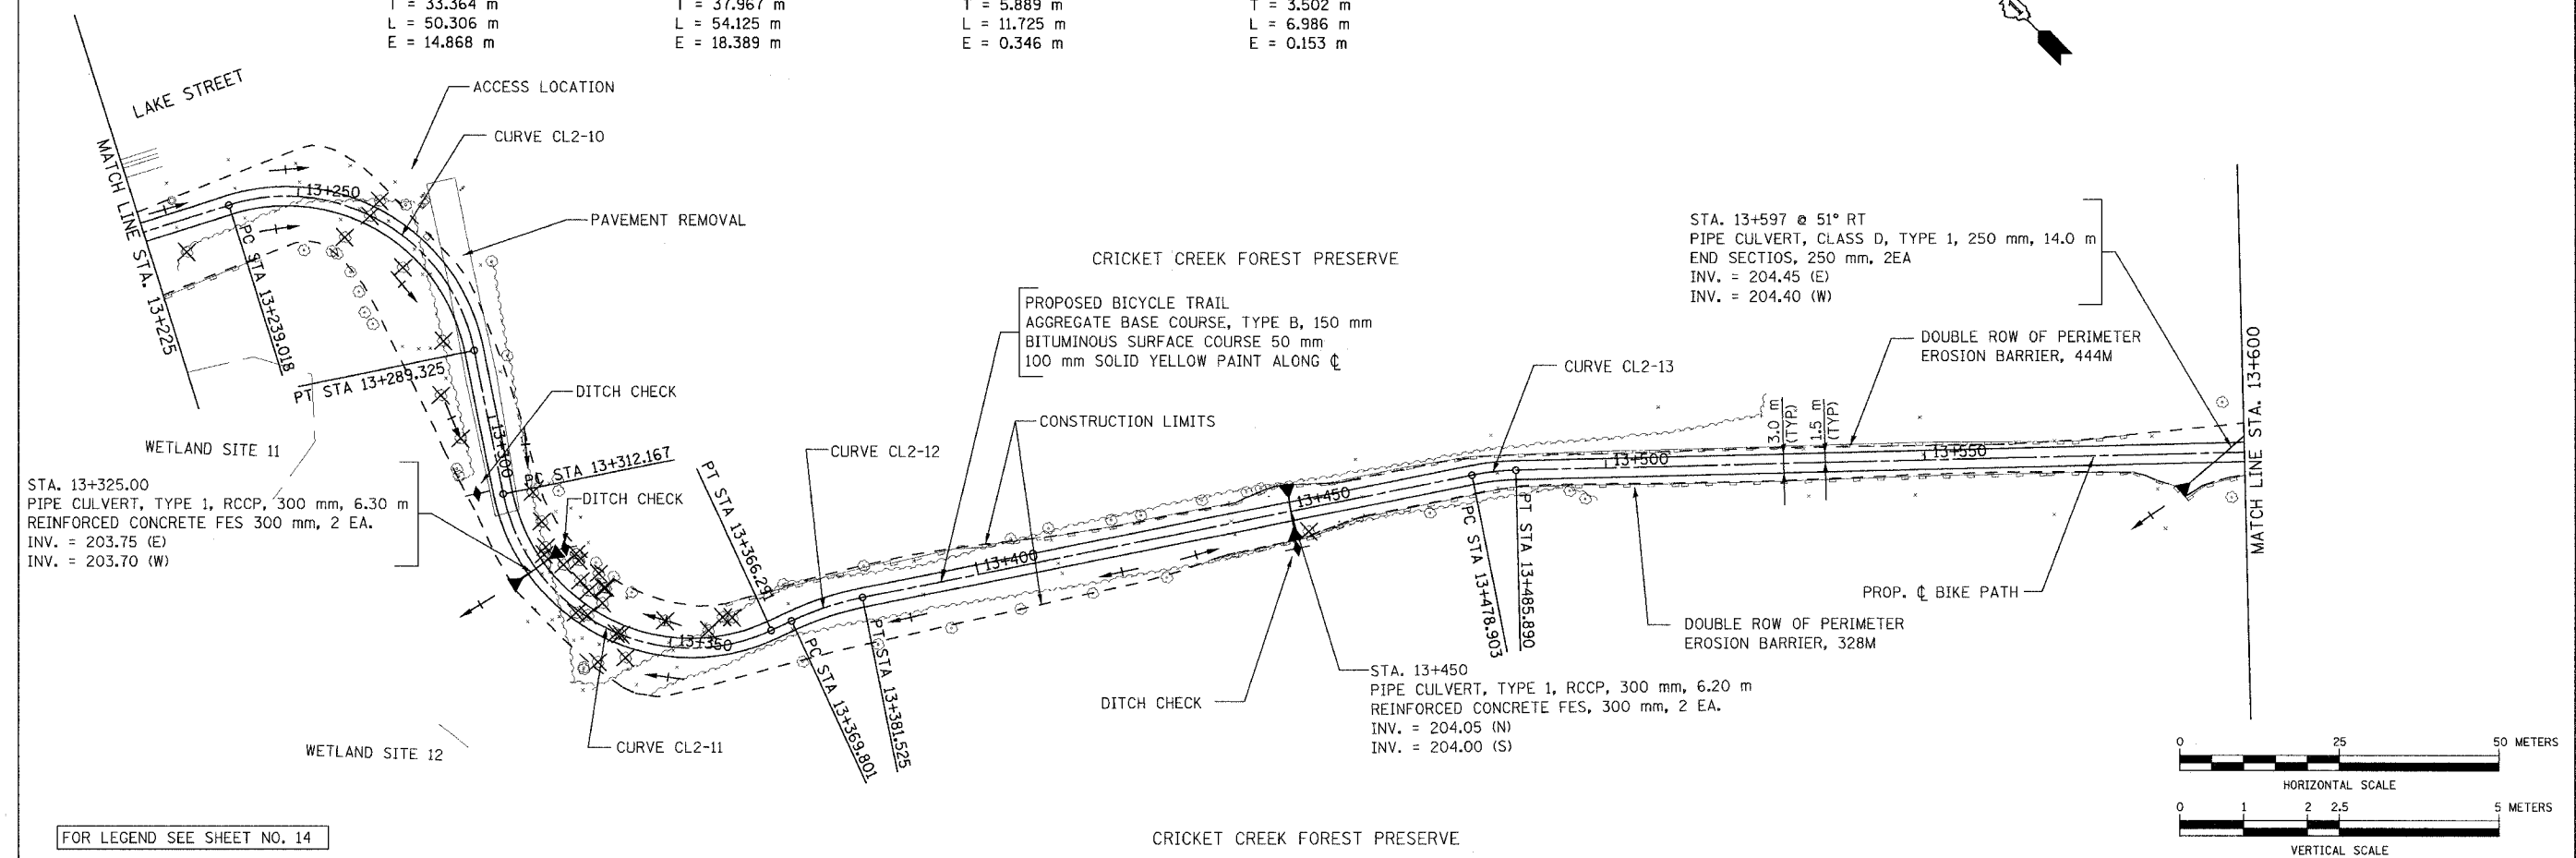 T = 33.364 m
L = 50.306 m
E = 14.868 m
T = 37.967 m
L = 54.125 m
E = 18.389 m
T = 5.889 m
L = 11.725 m
E = 0.346 m
T = 3.502 m
L = 6.986 m
E = 0.153 m
LAKE STREET
ACCESS LOCATION
CURVE CL2-10
MATCH LINE STA. 13+225
13+250
PAVEMENT REMOVAL
PC STA 13+239.018
PT STA 13+289.325
DITCH CHECK
13+300
PC STA 13+312.167
DITCH CHECK
WETLAND SITE 11
STA. 13+325.00
PIPE CULVERT, TYPE 1, RCCP, 300 mm, 6.30 m
REINFORCED CONCRETE FES 300 mm, 2 EA.
INV. = 203.75 (E)
INV. = 203.70 (W)
PT STA 13+366.291
CURVE CL2-12
13+350
PC STA 13+369.801
PT STA 13+381.525
CURVE CL2-11
WETLAND SITE 12
CRICKET CREEK FOREST PRESERVE
PROPOSED BICYCLE TRAIL
AGGREGATE BASE COURSE, TYPE B, 150 mm
BITUMINOUS SURFACE COURSE 50 mm
100 mm SOLID YELLOW PAINT ALONG ℄
CONSTRUCTION LIMITS
13+400
13+450
CURVE CL2-13
PC STA 13+478.903
PT STA 13+485.890
DITCH CHECK
STA. 13+450
PIPE CULVERT, TYPE 1, RCCP, 300 mm, 6.20 m
REINFORCED CONCRETE FES, 300 mm, 2 EA.
INV. = 204.05 (N)
INV. = 204.00 (S)
STA. 13+597 @ 51° RT
PIPE CULVERT, CLASS D, TYPE 1, 250 mm, 14.0 m
END SECTIOS, 250 mm, 2EA
INV. = 204.45 (E)
INV. = 204.40 (W)
DOUBLE ROW OF PERIMETER
EROSION BARRIER, 444M
13+500
3.0 m
(TYP)
1.5 m
(TYP)
13+550
PROP. ℄ BIKE PATH
DOUBLE ROW OF PERIMETER
EROSION BARRIER, 328M
MATCH LINE STA. 13+600
0 25 50 METERS
HORIZONTAL SCALE
0 1 2 2.5 5 METERS
VERTICAL SCALE
FOR LEGEND SEE SHEET NO. 14
CRICKET CREEK FOREST PRESERVE